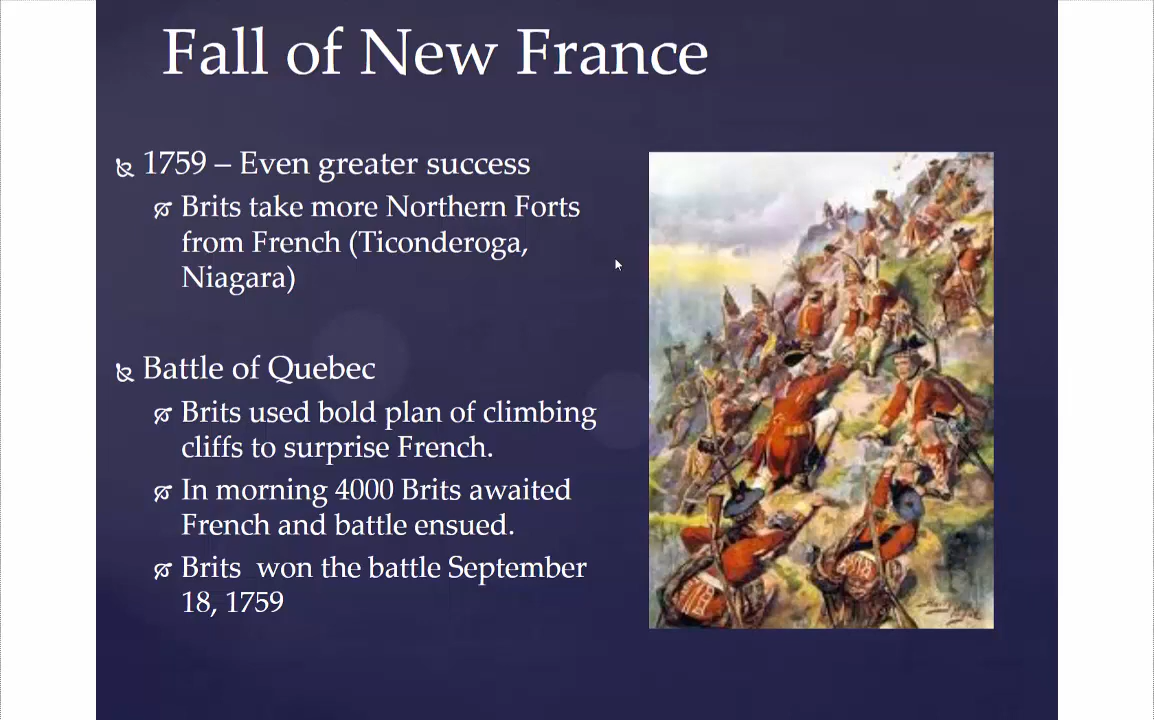 Fall of New France
1759 – Even greater success
Brits take more Northern Forts
from French (Ticonderoga,
Niagara)
Battle of Quebec
Brits used bold plan of climbing
cliffs to surprise French.
In morning 4000 Brits awaited
French and battle ensued.
Brits  won the battle September
18, 1759